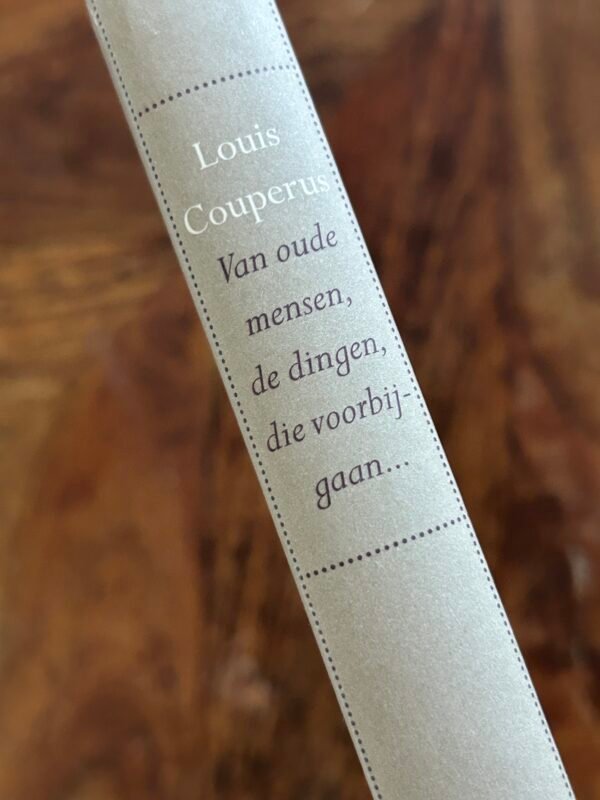 Louis
Couperus
Van oude
mensen,
de dingen,
die voorbij-
gaan...